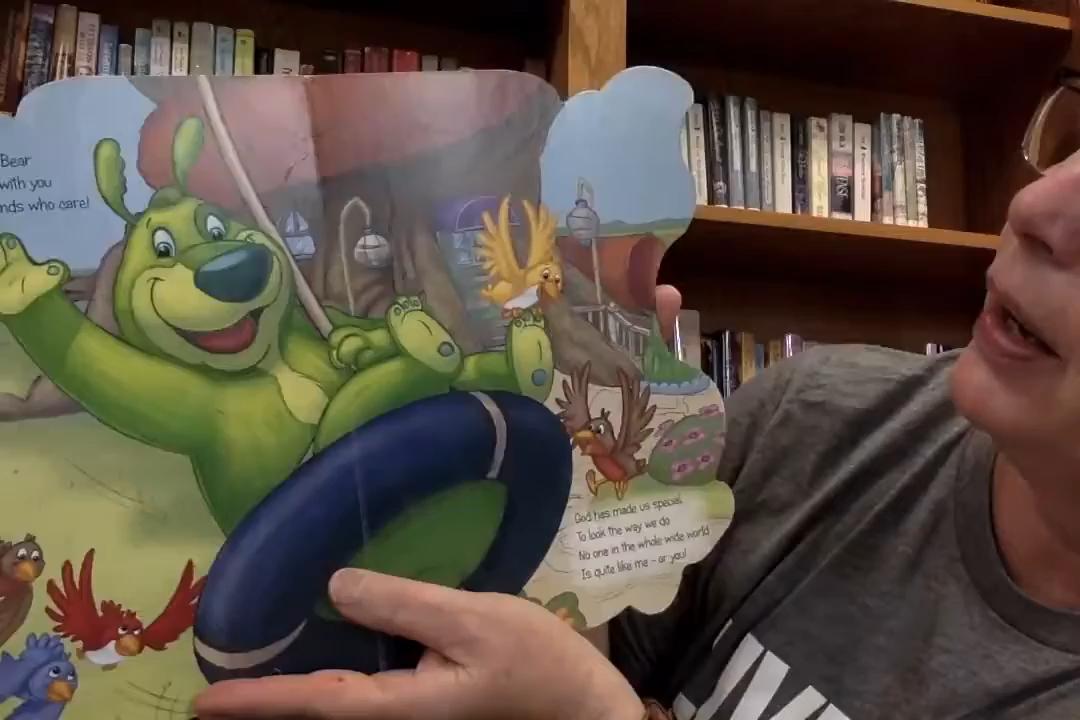 Bear
with you
nds who care!
God has made us special
To look the way we do
No one in the whole wide world
Is quite like me - or you!